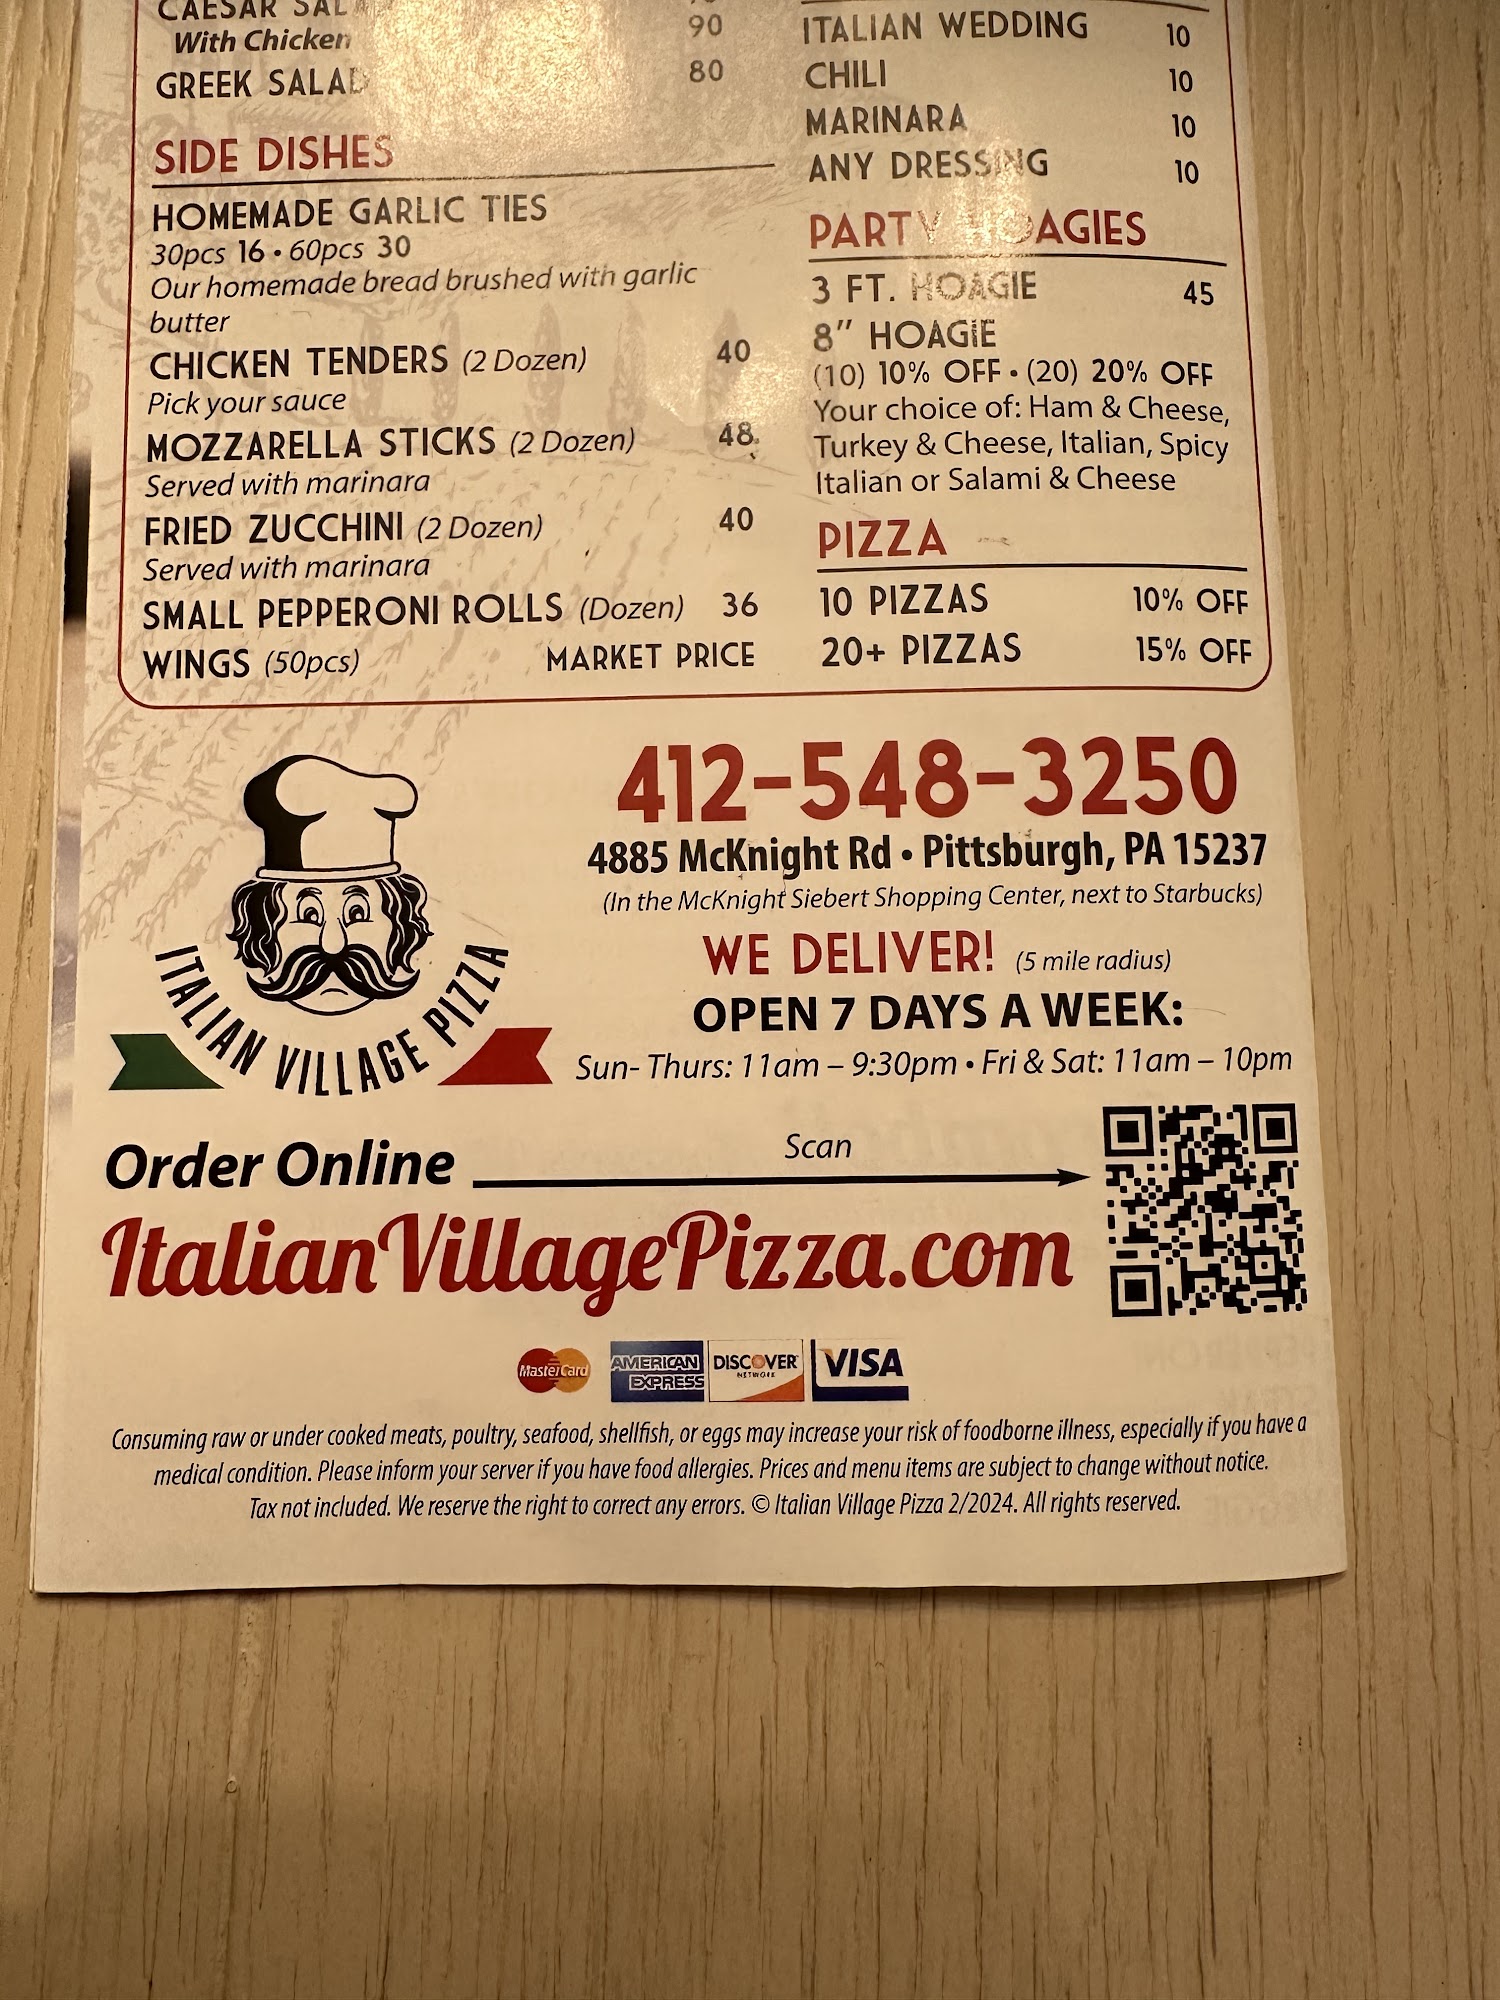 CAESAR SALAD
With Chicken 90
GREEK SALAD 80
SIDE DISHES
HOMEMADE GARLIC TIES
30pcs 16 • 60pcs 30
Our homemade bread brushed with garlic
butter
CHICKEN TENDERS (2 Dozen) 40
Pick your sauce
MOZZARELLA STICKS (2 Dozen) 48
Served with marinara
FRIED ZUCCHINI (2 Dozen) 40
Served with marinara
SMALL PEPPERONI ROLLS (Dozen) 36
WINGS (50pcs) MARKET PRICE
ITALIAN WEDDING 10
CHILI 10
MARINARA 10
ANY DRESSING 10
PARTY HOAGIES
3 FT. HOAGIE 45
8" HOAGIE
(10) 10% OFF • (20) 20% OFF
Your choice of: Ham & Cheese,
Turkey & Cheese, Italian, Spicy
Italian or Salami & Cheese
PIZZA
10 PIZZAS 10% OFF
20+ PIZZAS 15% OFF
ITALIAN VILLAGE PIZZA
412-548-3250
4885 McKnight Rd • Pittsburgh, PA 15237
(In the McKnight Siebert Shopping Center, next to Starbucks)
WE DELIVER! (5 mile radius)
OPEN 7 DAYS A WEEK:
Sun- Thurs: 11am – 9:30pm • Fri & Sat: 11am – 10pm
Order Online Scan
ItalianVillagePizza.com
MasterCard AMERICAN EXPRESS DISCOVER NETWORK VISA
Consuming raw or under cooked meats, poultry, seafood, shellfish, or eggs may increase your risk of foodborne illness, especially if you have a
medical condition. Please inform your server if you have food allergies. Prices and menu items are subject to change without notice.
Tax not included. We reserve the right to correct any errors. © Italian Village Pizza 2/2024. All rights reserved.